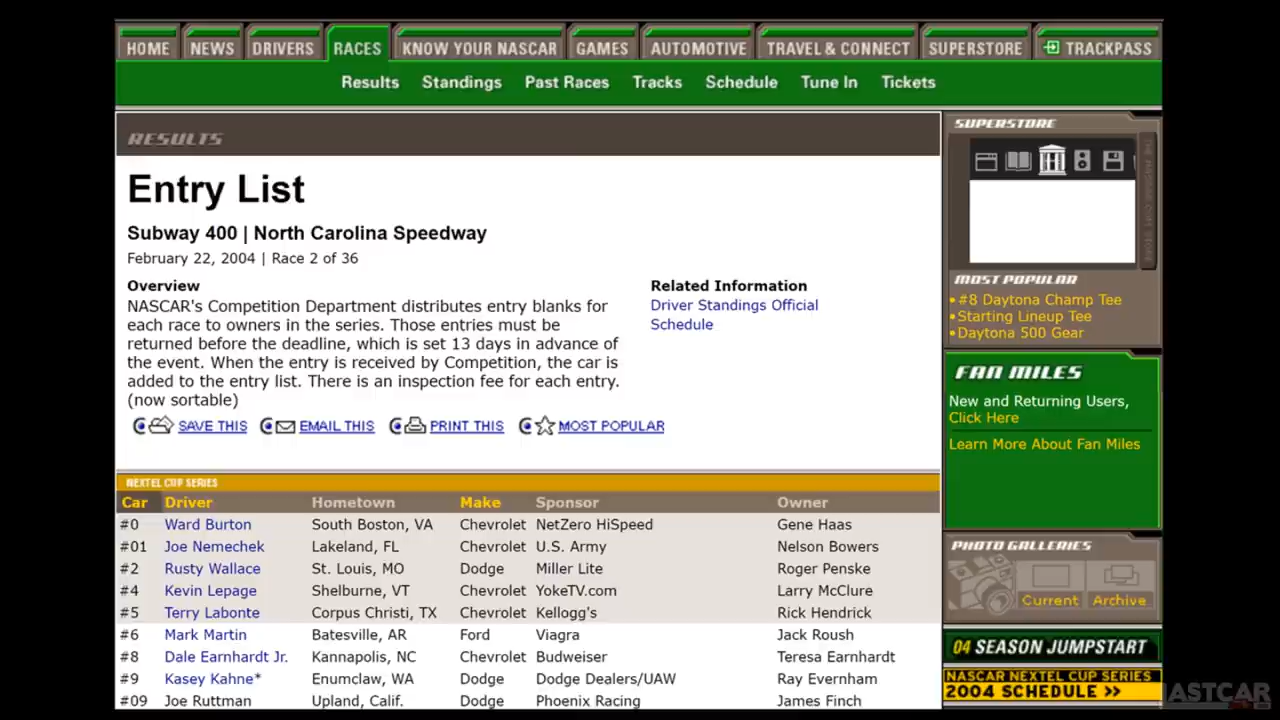 HOME NEWS DRIVERS RACES KNOW YOUR NASCAR GAMES AUTOMOTIVE TRAVEL & CONNECT SUPERSTORE TRACKPASS
Results Standings Past Races Tracks Schedule Tune In Tickets
RESULTS
Entry List
Subway 400 | North Carolina Speedway
February 22, 2004 | Race 2 of 36
Overview
NASCAR's Competition Department distributes entry blanks for
each race to owners in the series. Those entries must be
returned before the deadline, which is set 13 days in advance of
the event. When the entry is received by Competition, the car is
added to the entry list. There is an inspection fee for each entry.
(now sortable)
Related Information
Driver Standings Official
Schedule
SAVE THIS EMAIL THIS PRINT THIS MOST POPULAR
NEXTEL CUP SERIES
Car Driver Hometown Make Sponsor Owner
#0 Ward Burton South Boston, VA Chevrolet NetZero HiSpeed Gene Haas
#01 Joe Nemechek Lakeland, FL Chevrolet U.S. Army Nelson Bowers
#2 Rusty Wallace St. Louis, MO Dodge Miller Lite Roger Penske
#4 Kevin Lepage Shelburne, VT Chevrolet YokeTV.com Larry McClure
#5 Terry Labonte Corpus Christi, TX Chevrolet Kellogg's Rick Hendrick
#6 Mark Martin Batesville, AR Ford Viagra Jack Roush
#8 Dale Earnhardt Jr. Kannapolis, NC Chevrolet Budweiser Teresa Earnhardt
#9 Kasey Kahne* Enumclaw, WA Dodge Dodge Dealers/UAW Ray Evernham
#09 Joe Ruttman Upland, Calif. Dodge Phoenix Racing James Finch
SUPERSTORE
MOST POPULAR
•#8 Daytona Champ Tee
•Starting Lineup Tee
•Daytona 500 Gear
FAN MILES
New and Returning Users,
Click Here
Learn More About Fan Miles
PHOTO GALLERIES
Current Archive
04 SEASON JUMPSTART
NASCAR NEXTEL CUP SERIES
2004 SCHEDULE >>